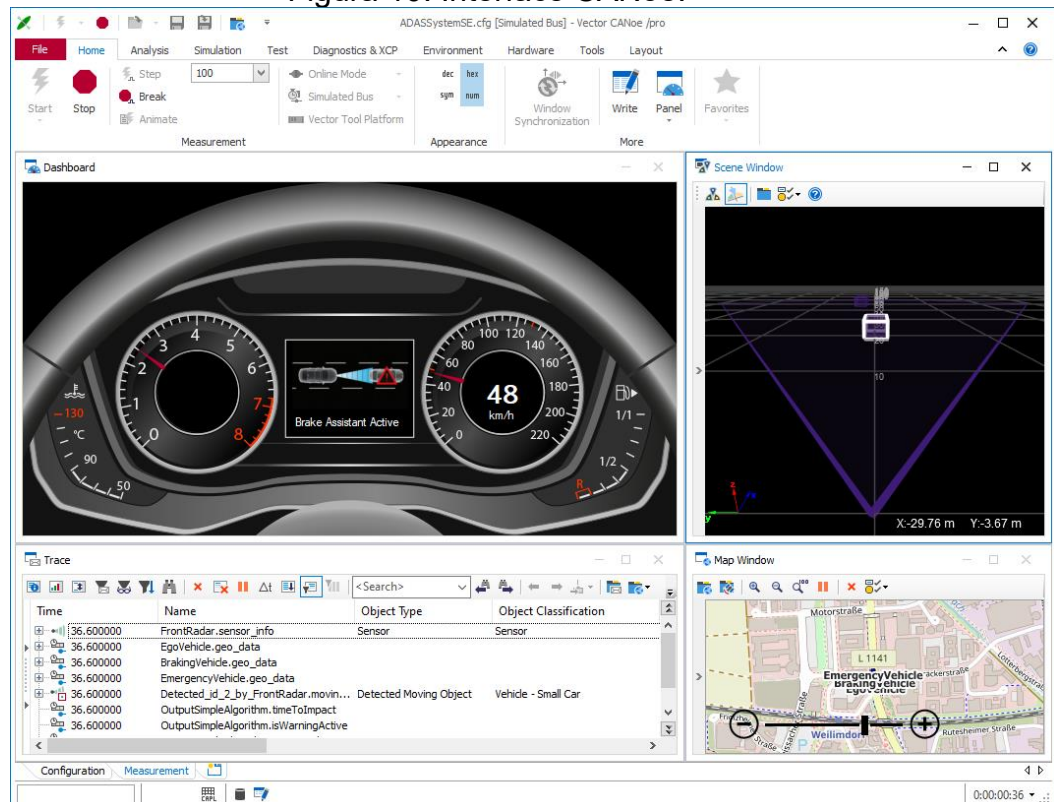 Figura 10: Interface CANoe.
ADASSystemSE.cfg [Simulated Bus] - Vector CANoe /pro
File Home Analysis Simulation Test Diagnostics & XCP Environment Hardware Tools Layout
Step 100 Online Mode dec hex
Break Simulated Bus sym num
Start Stop Animate Vector Tool Platform Window Synchronization Write Panel Favorites
Measurement Appearance More
Dashboard
130
°C
90
50
0 1 2 3 4 5 6 7 8
Brake Assistant Active
0 20 40 60 80 100 120 140 160 180 200 220
48
km/h
1/1
1/2
R
Scene Window
10
z
y
X:-29.76 m Y:-3.67 m
Trace
<Search>
Time Name Object Type Object Classification
36.600000 FrontRadar.sensor_info Sensor Sensor
36.600000 EgoVehicle.geo_data
36.600000 BrakingVehicle.geo_data
36.600000 EmergencyVehicle.geo_data
36.600000 Detected_id_2_by_FrontRadar.movin... Detected Moving Object Vehicle - Small Car
36.600000 OutputSimpleAlgorithm.timeToImpact
36.600000 OutputSimpleAlgorithm.isWarningActive
Map Window
Motorstraße
L 1141
EmergencyVehicle
BrakingVehicle
EgoVehicle
Weilimdorf
Rutesheimer Straße
P
Configuration Measurement
CAPL
0:00:00:36